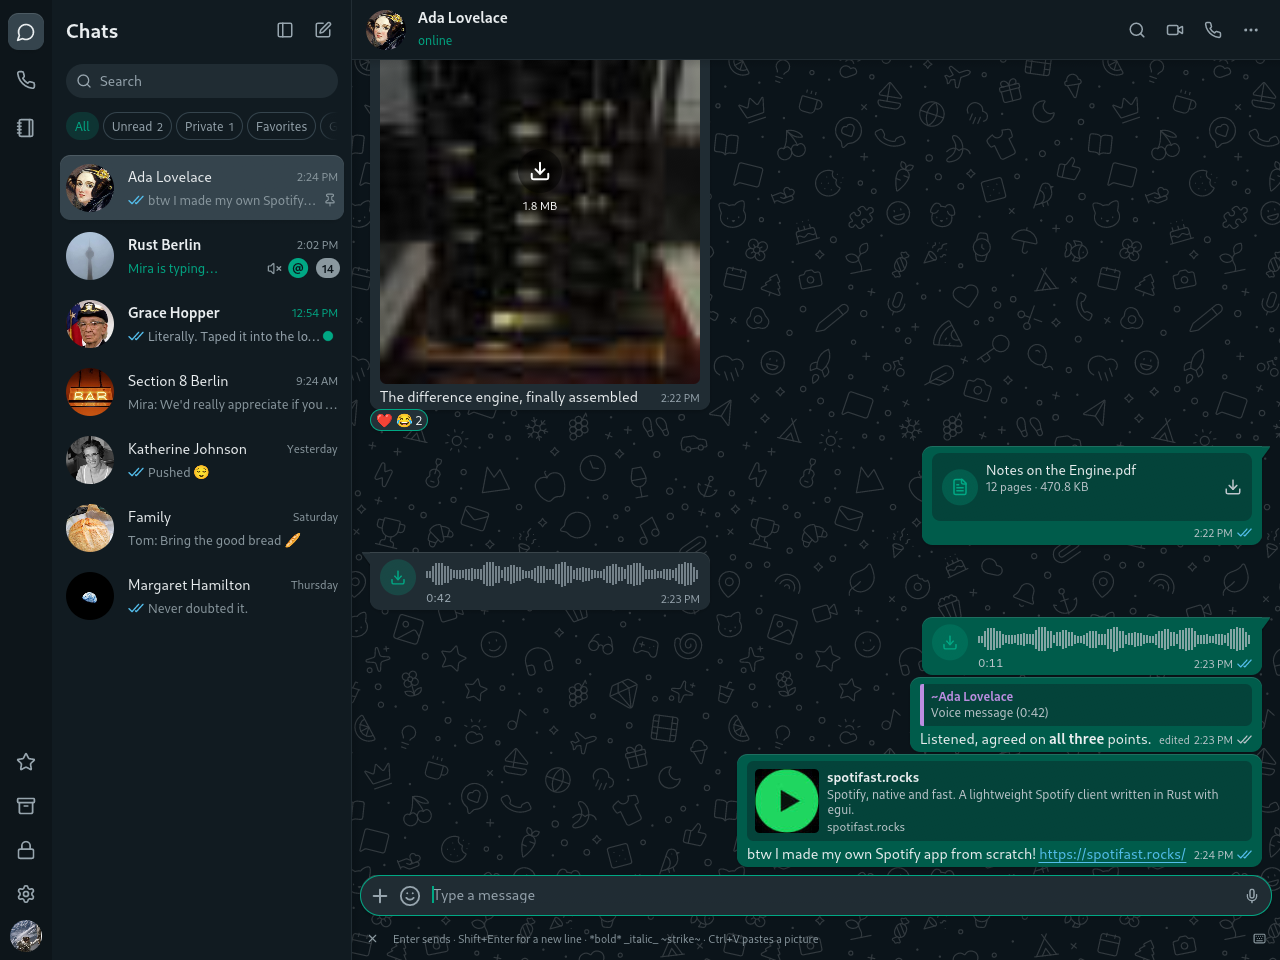 Chats
Search
All
Unread 2
Private 1
Favorites
Ada Lovelace
2:24 PM
btw I made my own Spotify…
Rust Berlin
2:02 PM
Mira is typing…
@
14
Grace Hopper
12:54 PM
Literally. Taped it into the lo…
Section 8 Berlin
9:24 AM
Mira: We'd really appreciate if you …
BAR
Katherine Johnson
Yesterday
Pushed 😌
Family
Saturday
Tom: Bring the good bread 🥖
Margaret Hamilton
Thursday
Never doubted it.
Ada Lovelace
online
1.8 MB
The difference engine, finally assembled
2:22 PM
❤️ 😂 2
Notes on the Engine.pdf
12 pages · 470.8 KB
2:22 PM
0:42
2:23 PM
0:11
2:23 PM
~Ada Lovelace
Voice message (0:42)
Listened, agreed on all three points.
edited 2:23 PM
spotifast.rocks
Spotify, native and fast. A lightweight Spotify client written in Rust with
egui.
spotifast.rocks
btw I made my own Spotify app from scratch! https://spotifast.rocks/
2:24 PM
Type a message
Enter sends · Shift+Enter for a new line · *bold* _italic_ ~strike~ · Ctrl+V pastes a picture